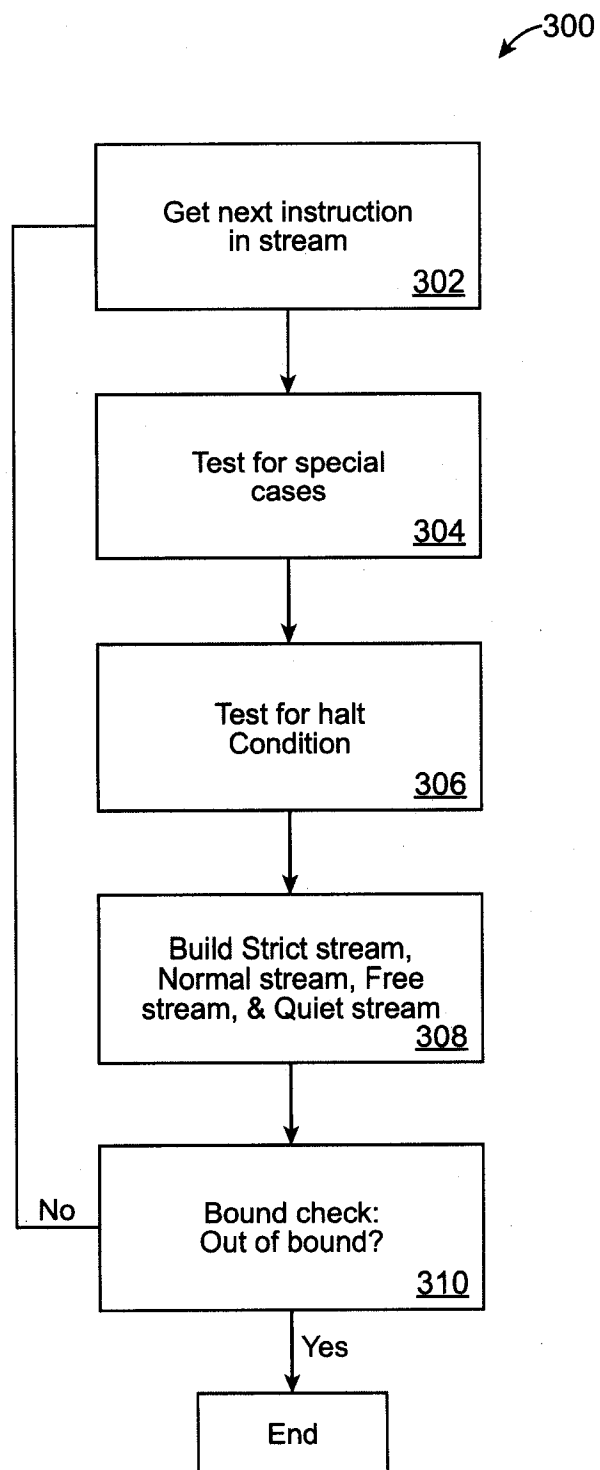 300
Get next instruction
in stream
302
Test for special
cases
304
Test for halt
Condition
306
Build Strict stream,
Normal stream, Free
stream, & Quiet stream
308
No
Bound check:
Out of bound?
310
Yes
End